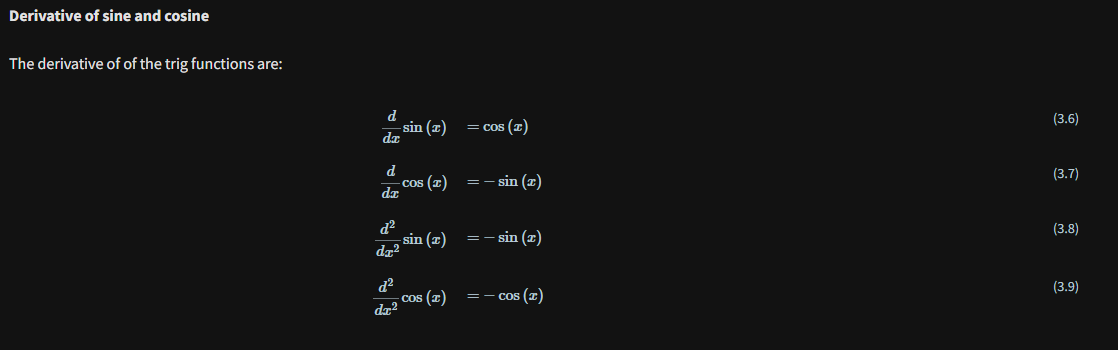 Derivative of sine and cosine
The derivative of of the trig functions are:
d/dx sin (x) = cos (x) (3.6)
d/dx cos (x) = − sin (x) (3.7)
d²/dx² sin (x) = − sin (x) (3.8)
d²/dx² cos (x) = − cos (x) (3.9)